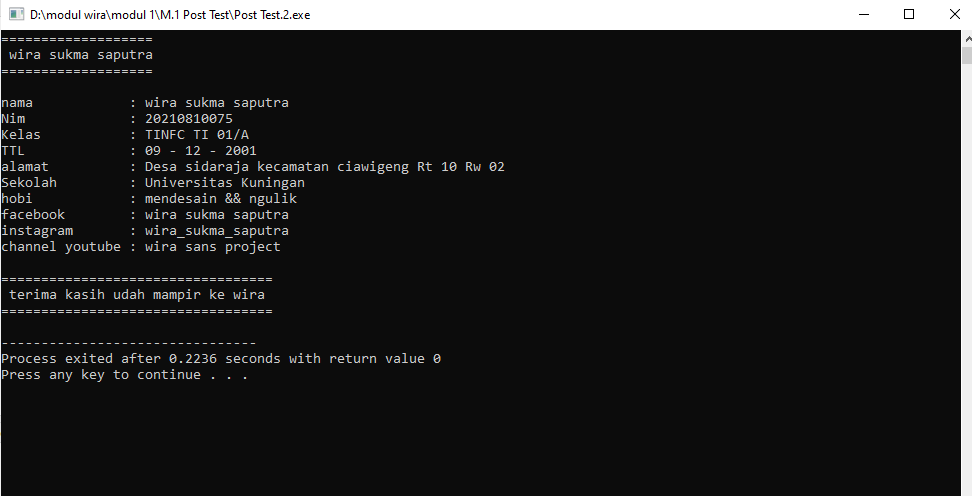 D:\modul wira\modul 1\M.1 Post Test\Post Test.2.exe
===================
wira sukma saputra
===================
nama            : wira sukma saputra
Nim             : 20210810075
Kelas           : TINFC TI 01/A
TTL             : 09 - 12 - 2001
alamat          : Desa sidaraja kecamatan ciawigeng Rt 10 Rw 02
Sekolah         : Universitas Kuningan
hobi            : mendesain && ngulik
facebook        : wira sukma saputra
instagram       : wira_sukma_saputra
channel youtube : wira sans project
==================================
terima kasih udah mampir ke wira
==================================
--------------------------------
Process exited after 0.2236 seconds with return value 0
Press any key to continue . . .